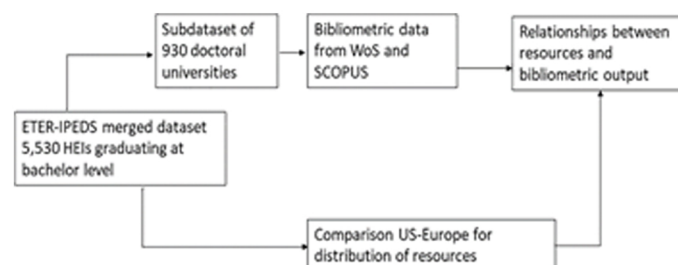 Subdataset of
930 doctoral
universities
Bibliometric data
from WoS and
SCOPUS
Relationships between
resources and
bibliometric output
ETER-IPEDS merged dataset
5,530 HEIs graduating at
bachelor level
Comparison US-Europe for
distribution of resources